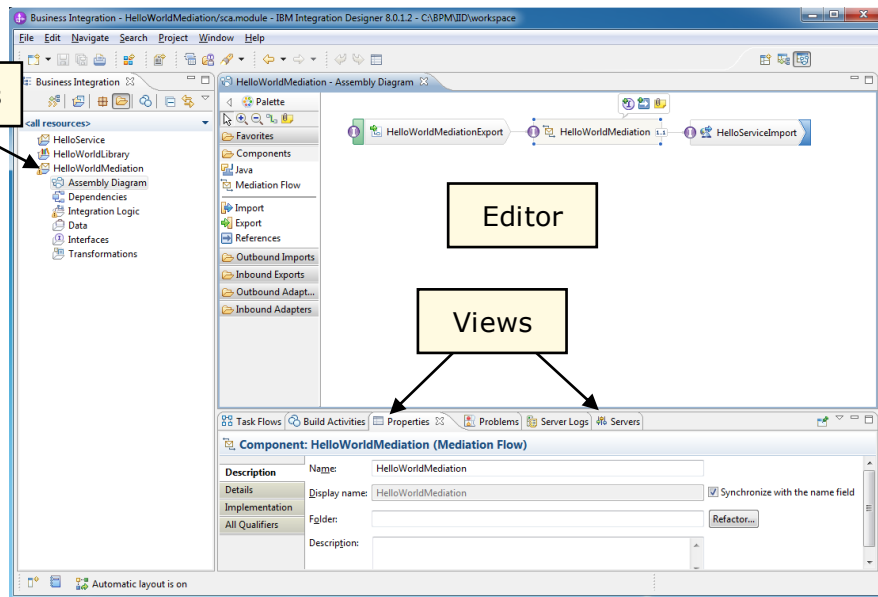 Business Integration - HelloWorldMediation/sca.module - IBM Integration Designer 8.0.1.2 - C:\BPM\IID\workspace
File Edit Navigate Search Project Window Help
Business Integration
<all resources>
HelloService
HelloWorldLibrary
HelloWorldMediation
Assembly Diagram
Dependencies
Integration Logic
Data
Interfaces
Transformations
HelloWorldMediation - Assembly Diagram
Palette
Favorites
Components
Java
Mediation Flow
Import
Export
References
Outbound Imports
Inbound Exports
Outbound Adapt...
Inbound Adapters
HelloWorldMediationExport
HelloWorldMediation
1..1
HelloServiceImport
Editor
Views
Task Flows
Build Activities
Properties
Problems
Server Logs
Servers
Component: HelloWorldMediation (Mediation Flow)
Description
Details
Implementation
All Qualifiers
Name: HelloWorldMediation
Display name: HelloWorldMediation
Synchronize with the name field
Folder:
Refactor...
Description:
Automatic layout is on